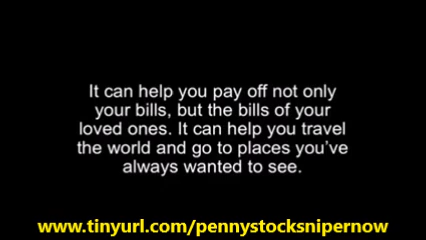 It can help you pay off not only
your bills, but the bills of your
loved ones. It can help you travel
the world and go to places you've
always wanted to see.
www.tinyurl.com/pennystocksnipernow